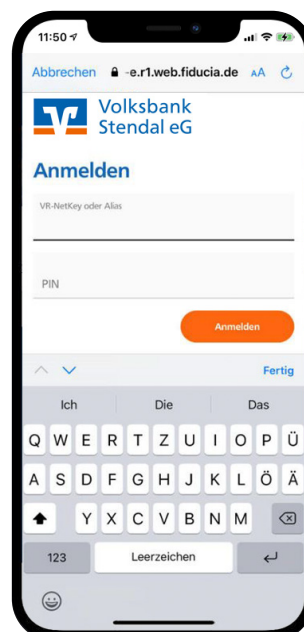 11:50
Abbrechen -e.r1.web.fiducia.de AA
Volksbank
Stendal eG
Anmelden
VR-NetKey oder Alias
PIN
Anmelden
Fertig
Ich Die Das
Q W E R T Z U I O P Ü
A S D F G H J K L Ö Ä
Y X C V B N M
123 Leerzeichen